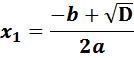 x₁ = (-b + √D) / 2a